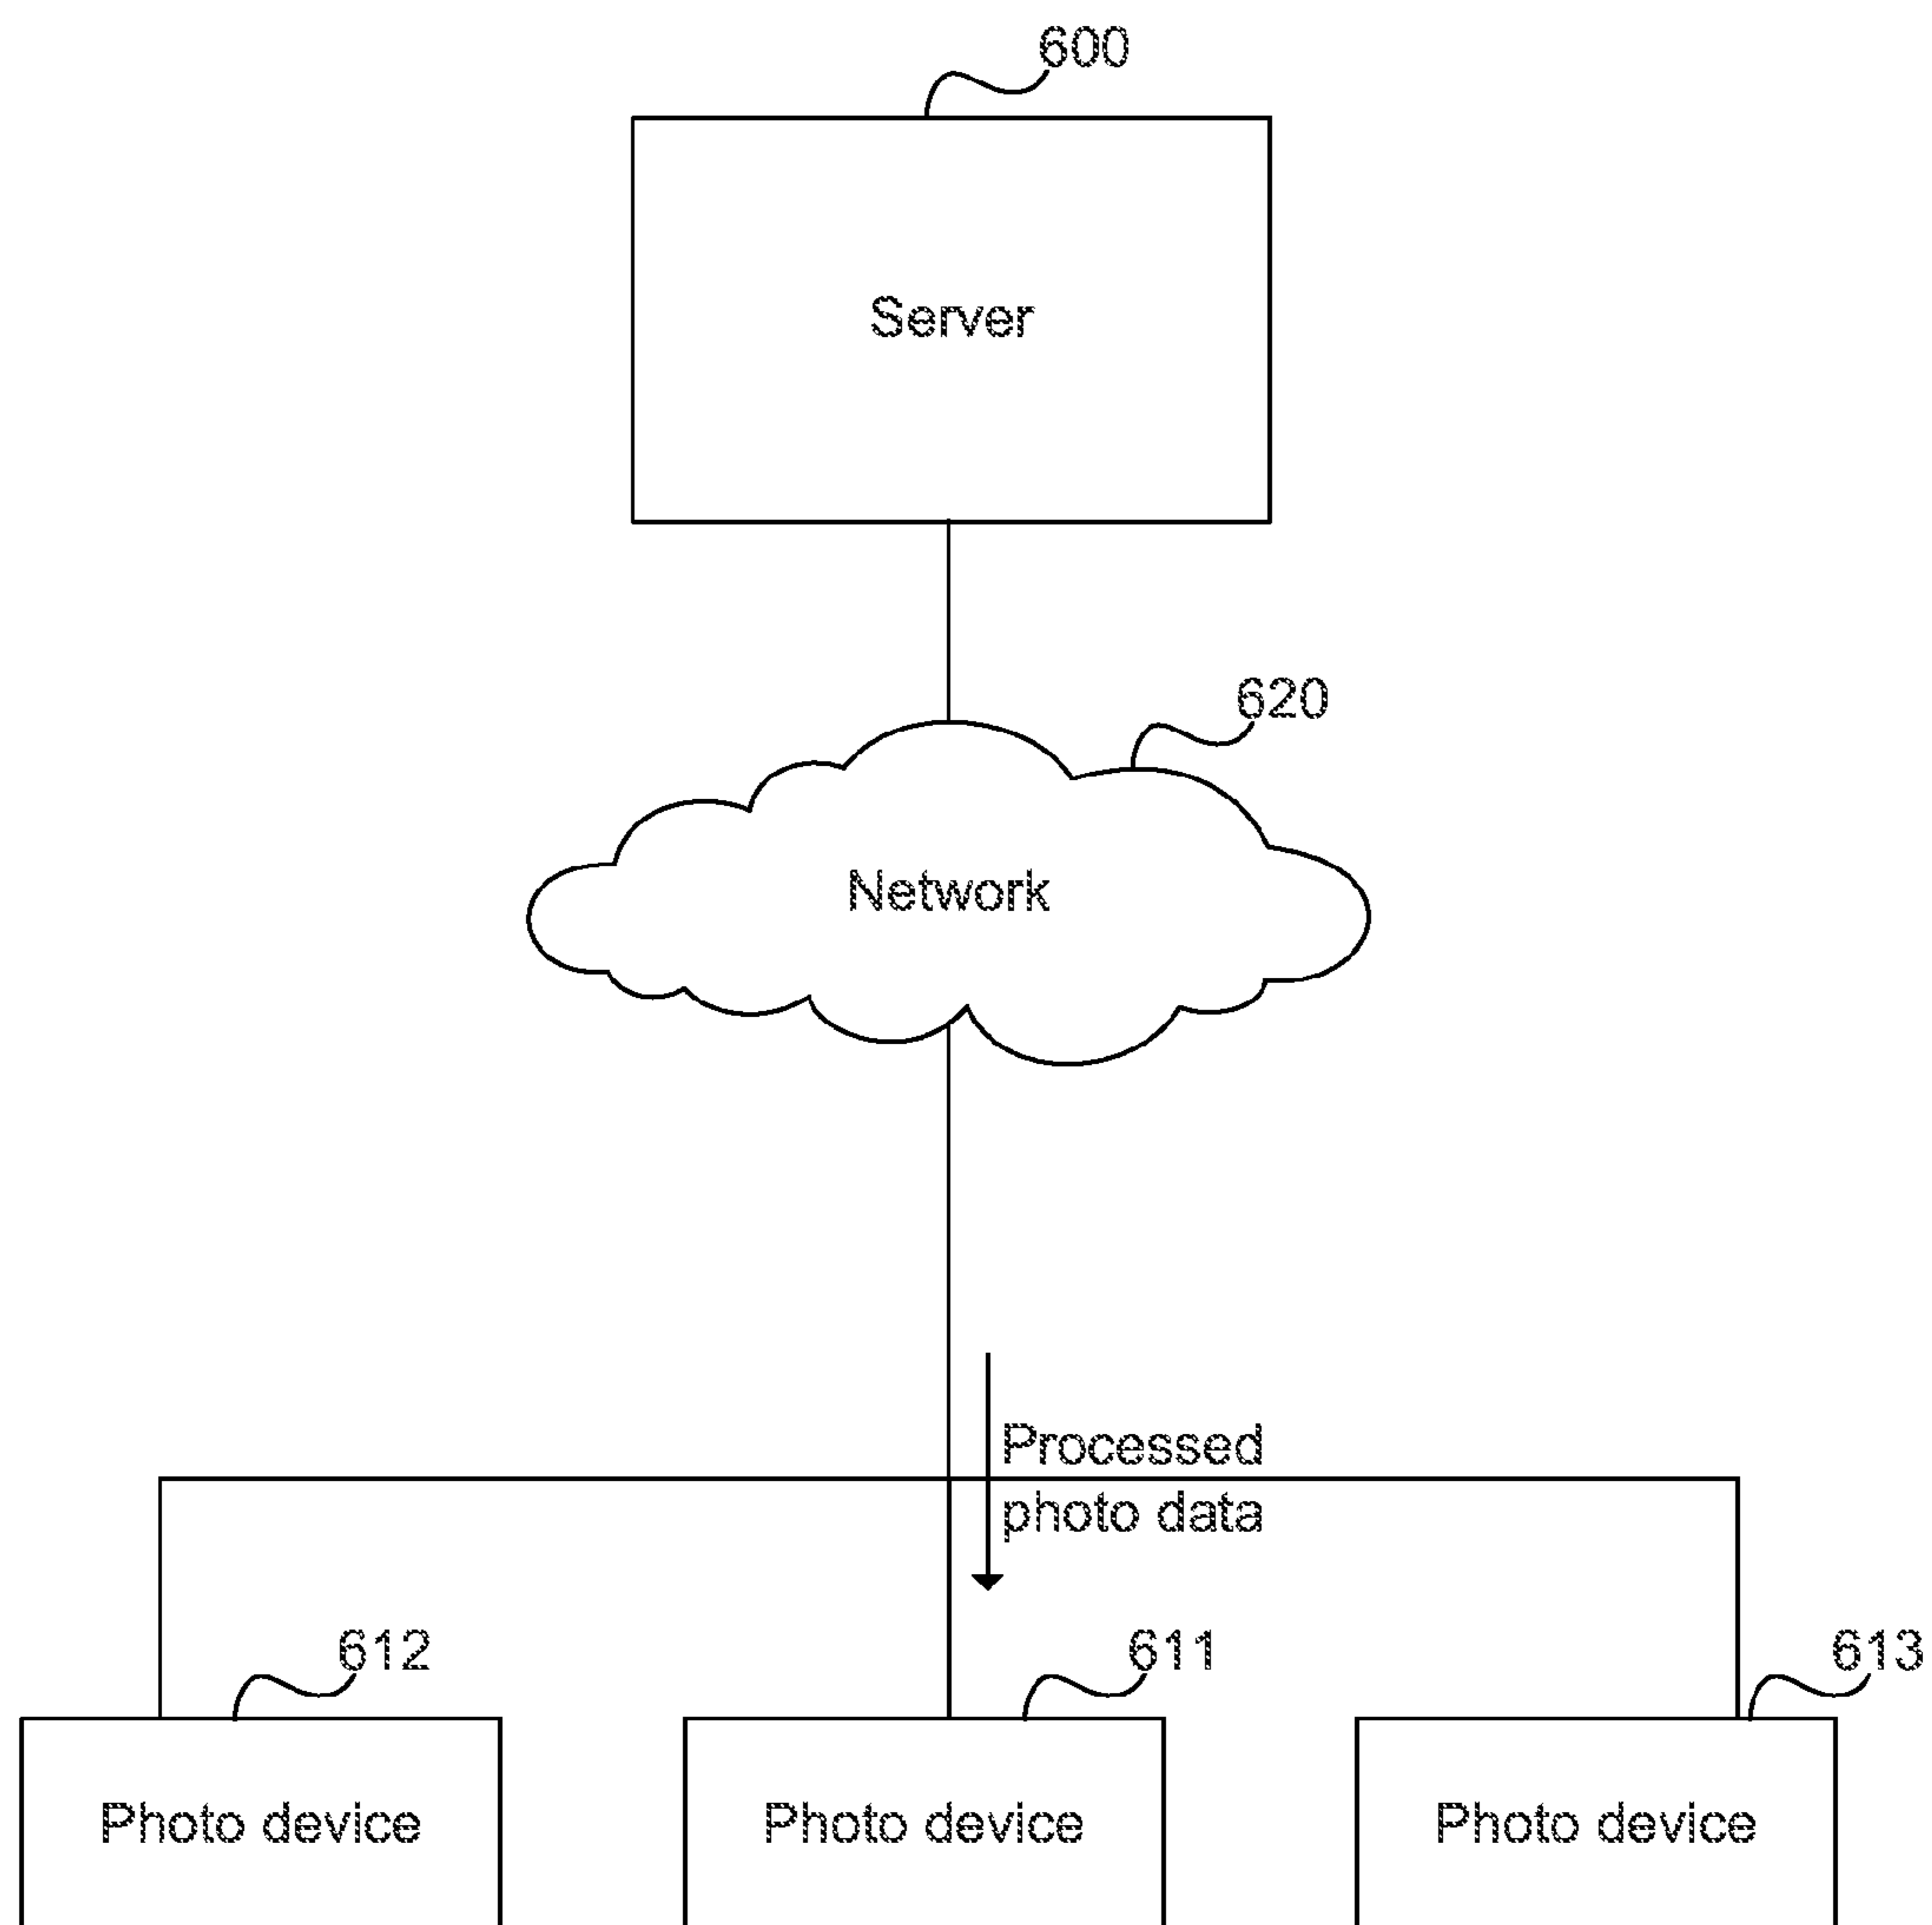 600
Server
620
Network
Processed
photo data
612
611
613
Photo device
Photo device
Photo device